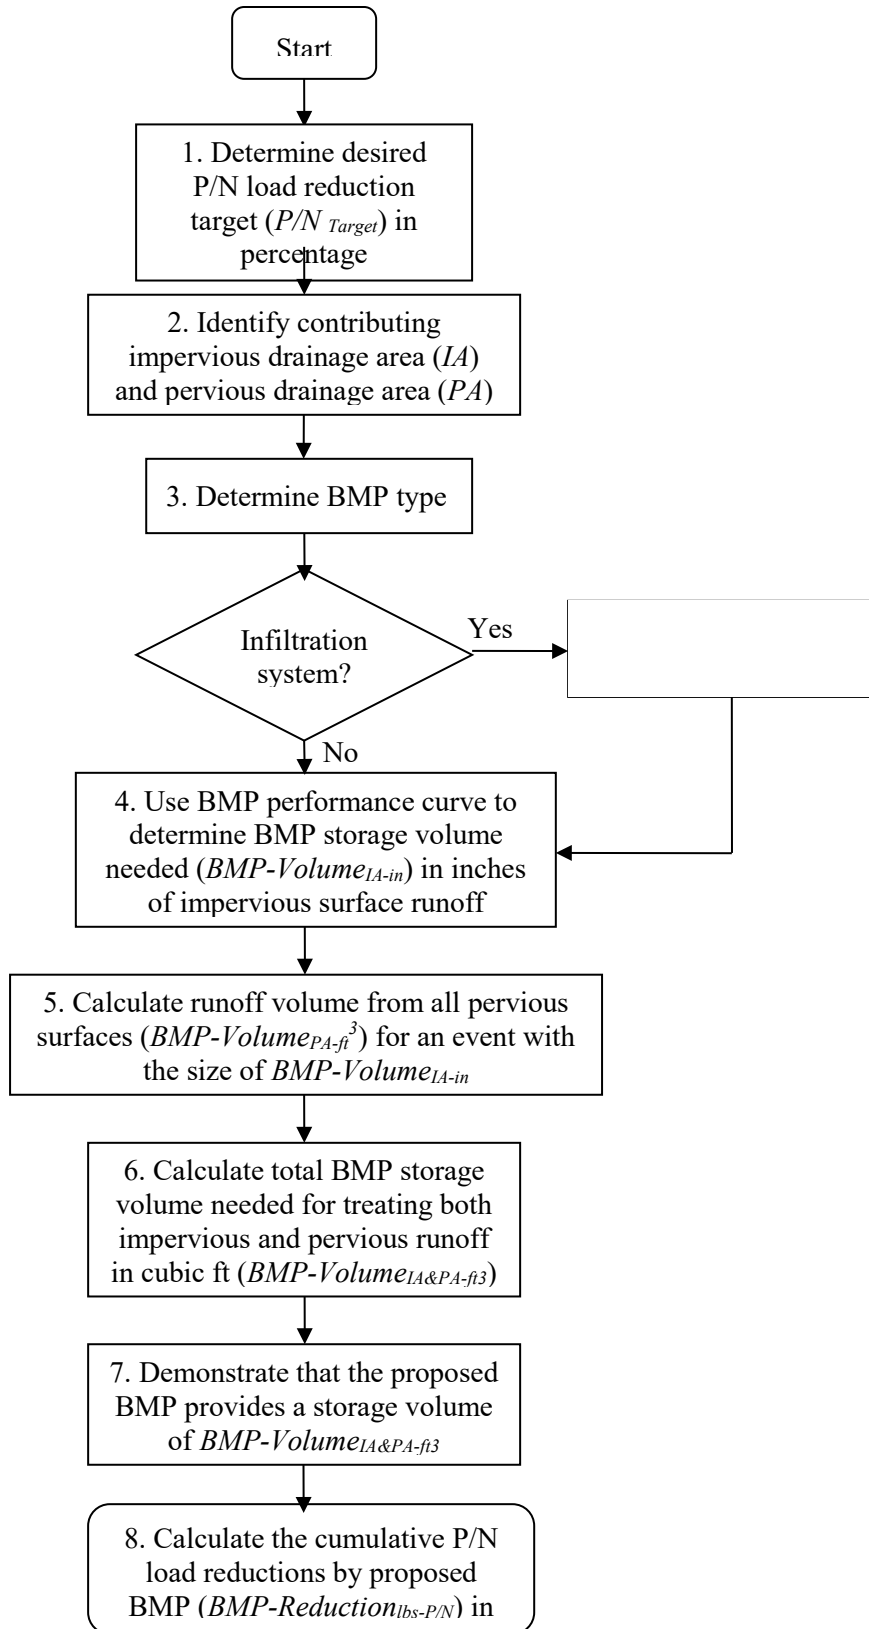 Start
1. Determine desired
P/N load reduction
target (P/N Target) in
percentage
2. Identify contributing
impervious drainage area (IA)
and pervious drainage area (PA)
3. Determine BMP type
Infiltration
system?
Yes
No
4. Use BMP performance curve to
determine BMP storage volume
needed (BMP-VolumeIA-in) in inches
of impervious surface runoff
5. Calculate runoff volume from all pervious
surfaces (BMP-VolumePA-ft³) for an event with
the size of BMP-VolumeIA-in
6. Calculate total BMP storage
volume needed for treating both
impervious and pervious runoff
in cubic ft (BMP-VolumeIA&PA-ft3)
7. Demonstrate that the proposed
BMP provides a storage volume
of BMP-VolumeIA&PA-ft3
8. Calculate the cumulative P/N
load reductions by proposed
BMP (BMP-Reductionlbs-P/N) in